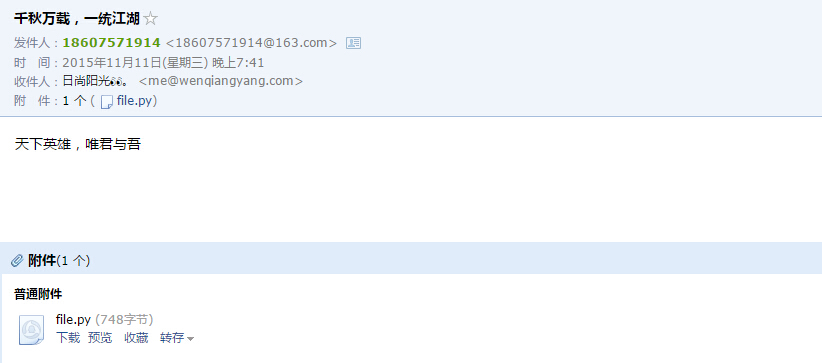 千秋万载，一统江湖
发件人：18607571914 <18607571914@163.com>
时 间：2015年11月11日(星期三) 晚上7:41
收件人：日尚阳光👀。 <me@wenqiangyang.com>
附 件：1 个 ( file.py)
天下英雄，唯君与吾
附件(1 个)
普通附件
file.py (748字节)
下载 预览 收藏 转存